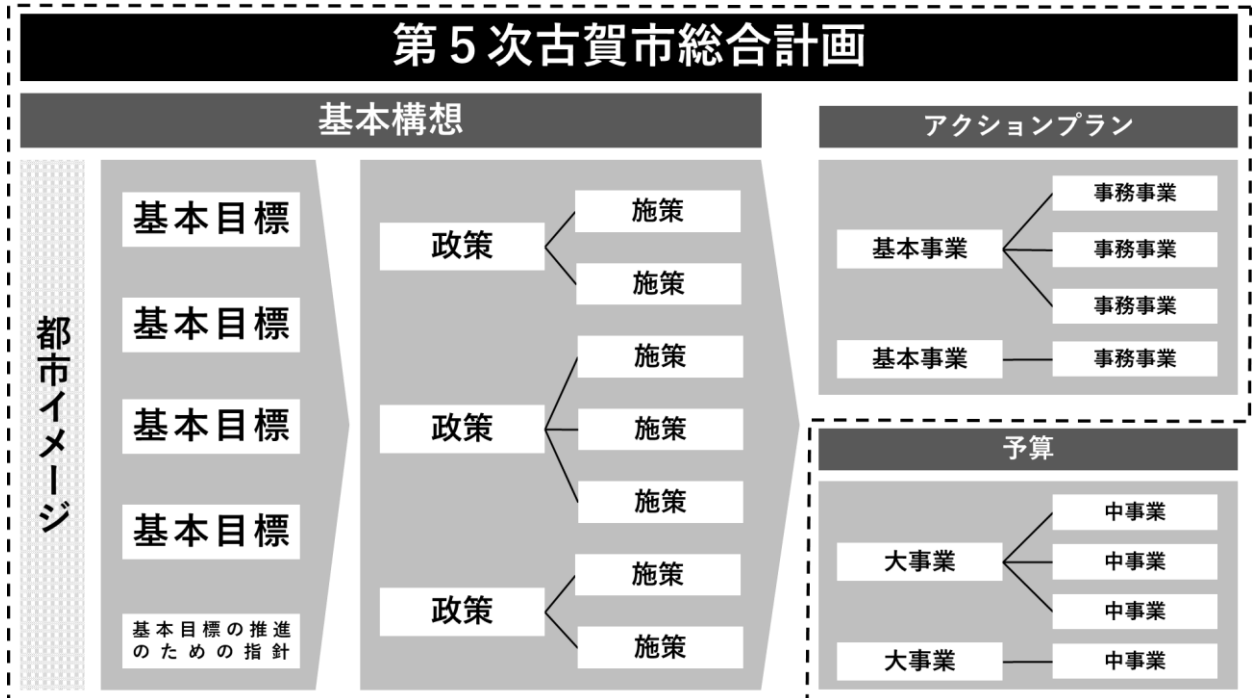 第5次古賀市総合計画
基本構想
都市イメージ
基本目標
基本目標
基本目標
基本目標
基本目標の推進
のための指針
政策
施策
施策
政策
施策
施策
施策
政策
施策
施策
アクションプラン
基本事業
事務事業
事務事業
事務事業
基本事業
事務事業
予算
大事業
中事業
中事業
中事業
大事業
中事業